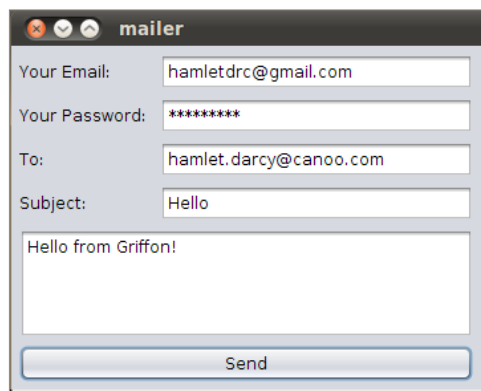 mailer
Your Email: hamletdrc@gmail.com
Your Password: *********
To: hamlet.darcy@canoo.com
Subject: Hello
Hello from Griffon!
Send